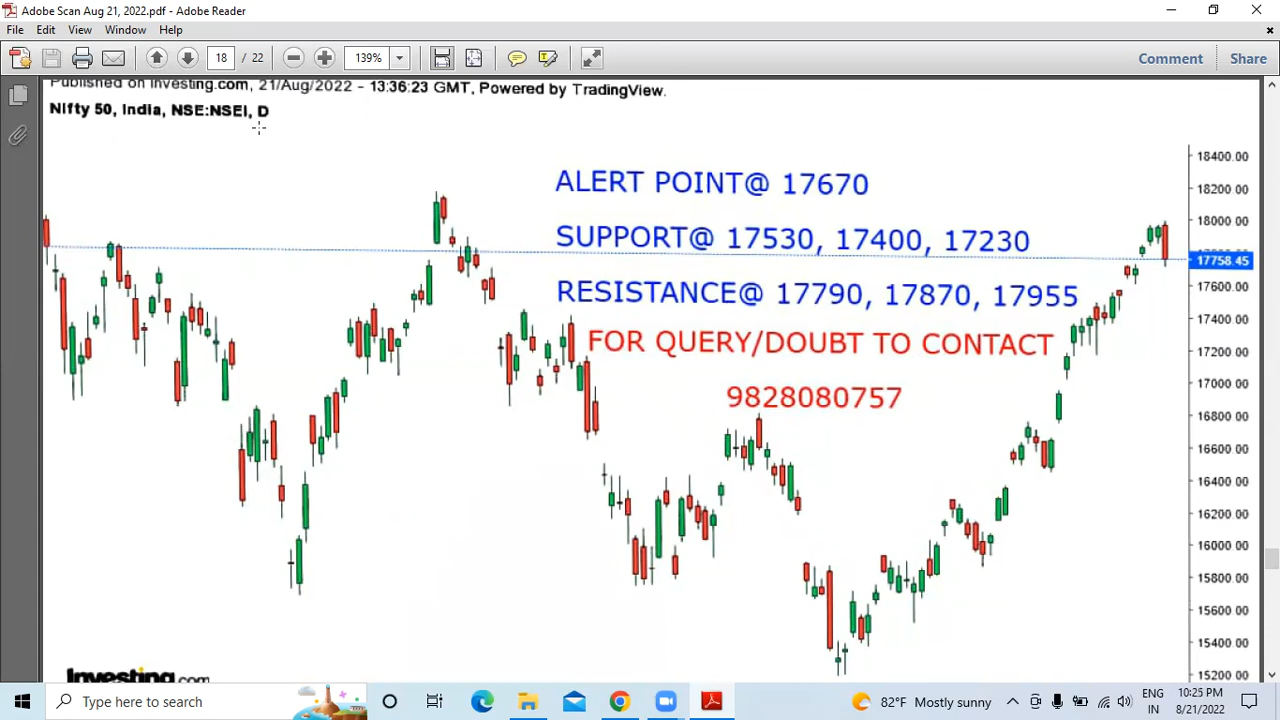 Adobe Scan Aug 21, 2022.pdf - Adobe Reader
File Edit View Window Help
18 / 22 139% Comment Share
Published on Investing.com, 21/Aug/2022 - 13:36:23 GMT, Powered by TradingView.
Nifty 50, India, NSE:NSEI, D
ALERT POINT@ 17670
SUPPORT@ 17530, 17400, 17230
RESISTANCE@ 17790, 17870, 17955
FOR QUERY/DOUBT TO CONTACT
9828080757
18400.00
18200.00
18000.00
17758.45
17600.00
17400.00
17200.00
17000.00
16800.00
16600.00
16400.00
16200.00
16000.00
15800.00
15600.00
15400.00
15200.00
Investing.com
Type here to search
82°F Mostly sunny
ENG
IN
10:25 PM
8/21/2022